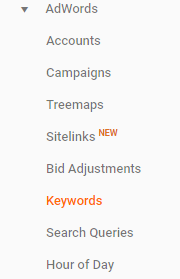 AdWords
Accounts
Campaigns
Treemaps
Sitelinks NEW
Bid Adjustments
Keywords
Search Queries
Hour of Day